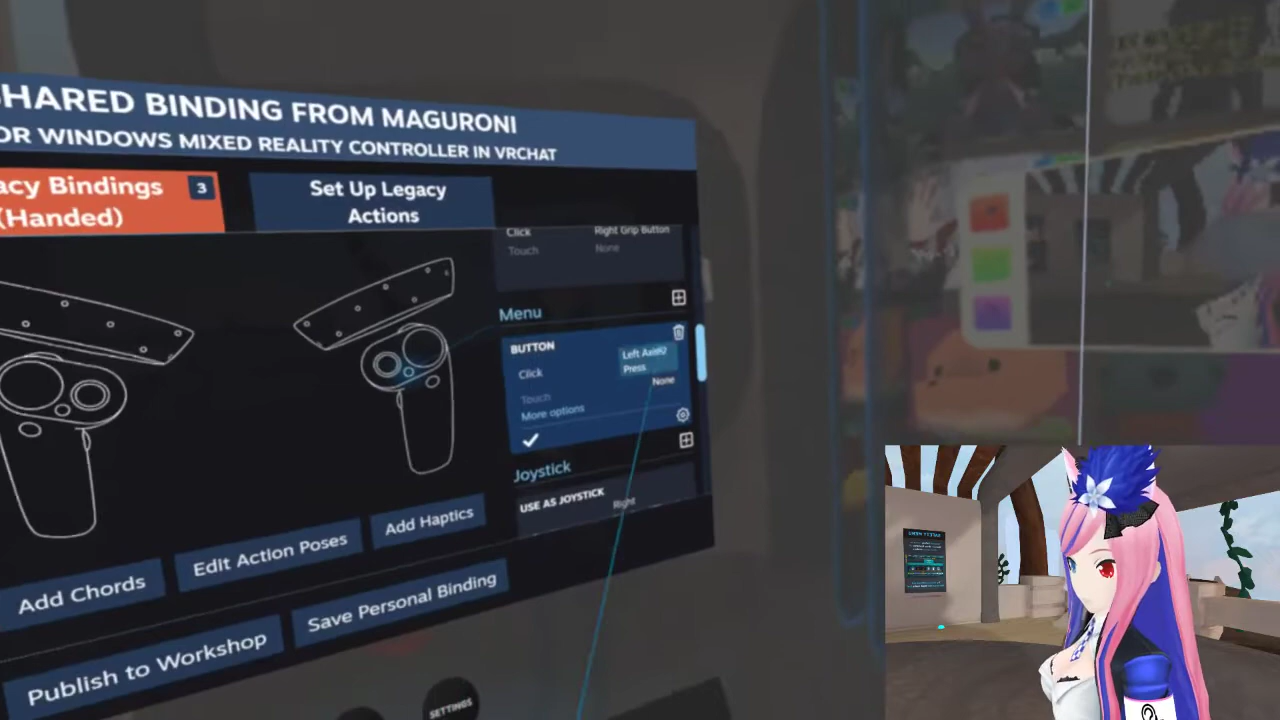 SHARED BINDING FROM MAGURONI
OR WINDOWS MIXED REALITY CONTROLLER IN VRCHAT
acy Bindings
(Handed)
3
Set Up Legacy
Actions
Click
Right Grip Button
Touch
None
Menu
BUTTON
Click
Left Axis#2
Press
None
Touch
More options
Joystick
USE AS JOYSTICK
Right
Add Chords
Edit Action Poses
Add Haptics
Publish to Workshop
Save Personal Binding
SETTINGS